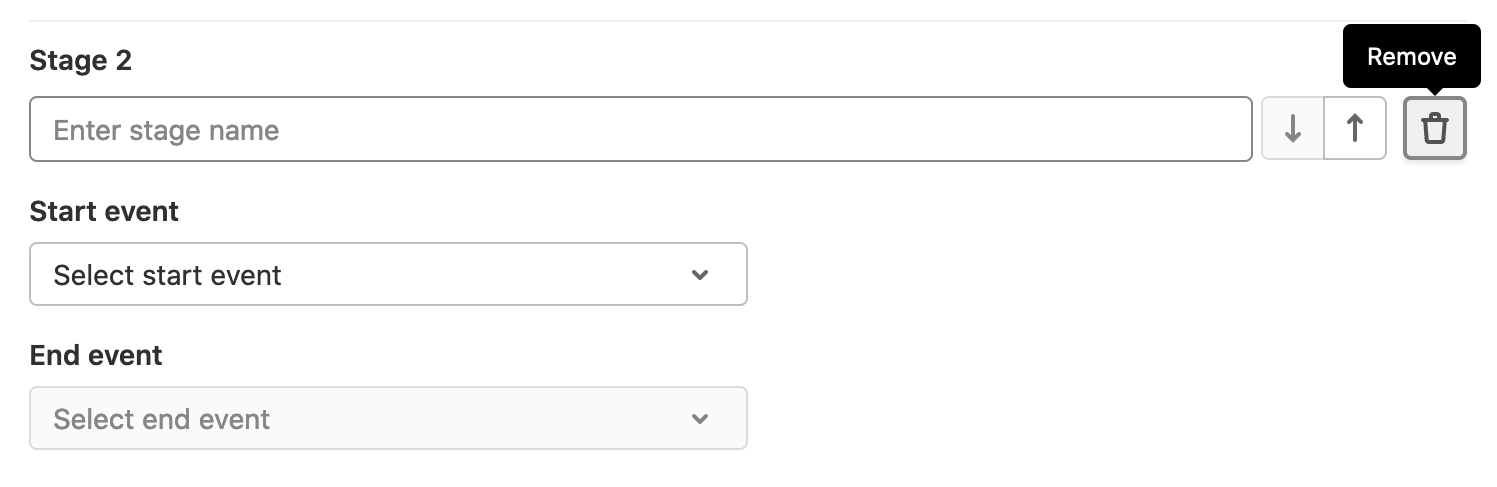 Stage 2
Remove
Enter stage name
Start event
Select start event
End event
Select end event